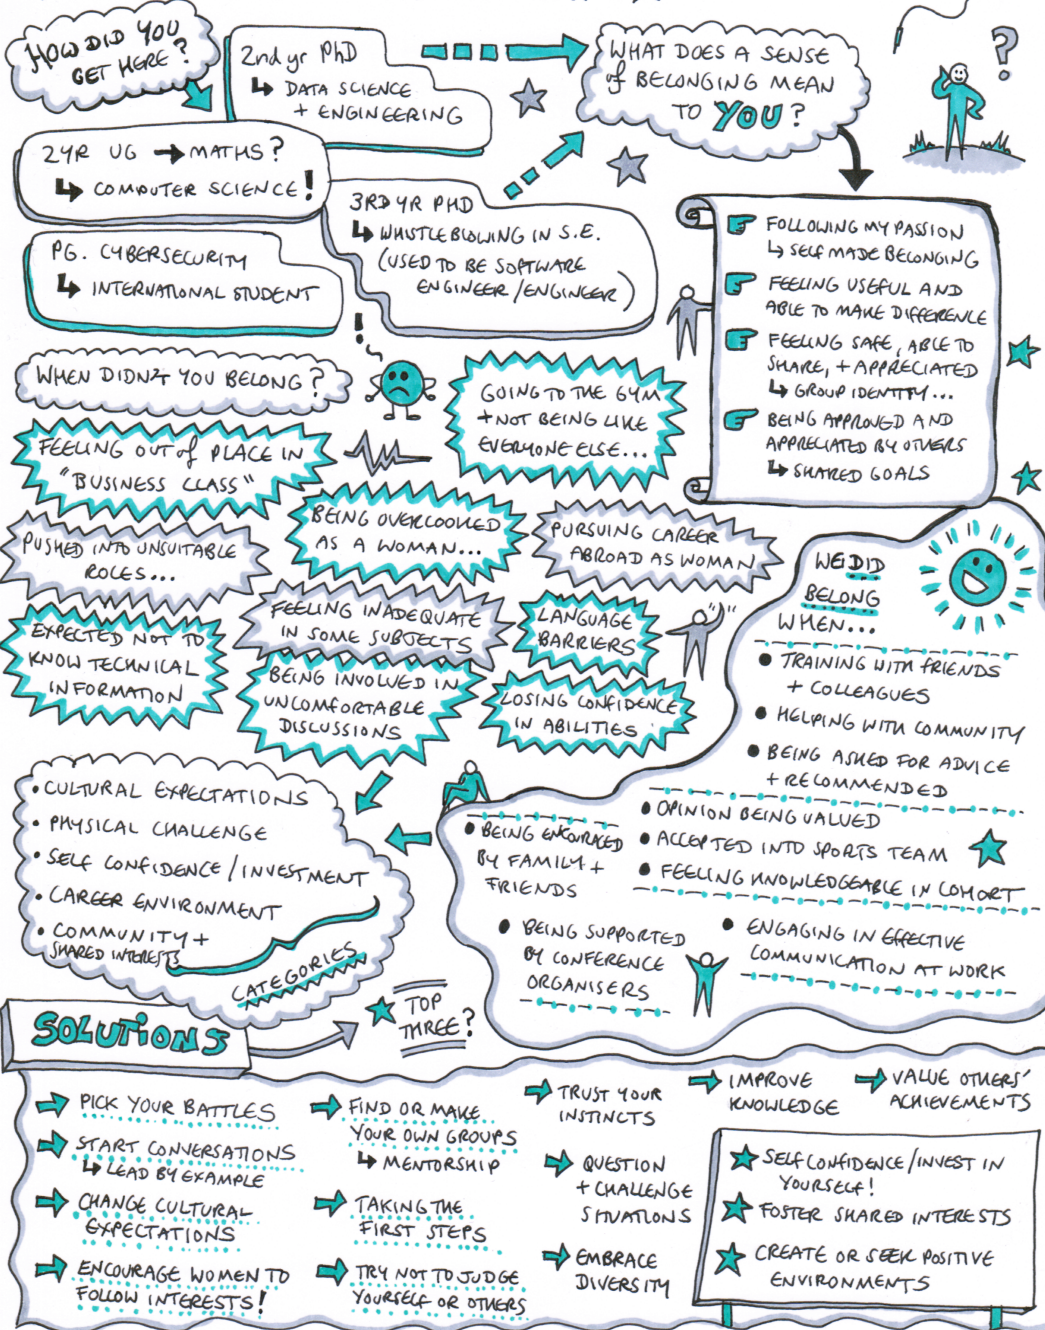 HOW DID YOU
GET HERE?
2nd yr PhD
↳ DATA SCIENCE
+ ENGINEERING
WHAT DOES A SENSE
of BELONGING MEAN
TO YOU?
?
2YR UG → MATHS?
↳ COMPUTER SCIENCE!
3RD YR PHD
↳ WHISTLEBLOWING IN S.E.
(USED TO BE SOFTWARE
ENGINEER/ENGINEER)
PG. CYBERSECURITY
↳ INTERNATIONAL STUDENT
FOLLOWING MY PASSION
↳ SELF MADE BELONGING
FEELING USEFUL AND
ABLE TO MAKE DIFFERENCE
FEELING SAFE, ABLE TO
SHARE, + APPRECIATED
↳ GROUP IDENTITY...
BEING APPROVED AND
APPRECIATED BY OTHERS
↳ SHARED GOALS
WHEN DIDN'T YOU BELONG?
!
GOING TO THE GYM
+ NOT BEING LIKE
EVERYONE ELSE...
FEELING OUT of PLACE IN
"BUSINESS CLASS"
BEING OVERLOOKED
AS A WOMAN...
PURSUING CAREER
ABROAD AS WOMAN
PUSHED INTO UNSUITABLE
ROLES...
FEELING INADEQUATE
IN SOME SUBJECTS
LANGUAGE
BARRIERS
EXPECTED NOT TO
KNOW TECHNICAL
INFORMATION
BEING INVOLVED IN
UNCOMFORTABLE
DISCUSSIONS
LOSING CONFIDENCE
IN ABILITIES
WE DID
BELONG
WHEN...
• TRAINING WITH FRIENDS
+ COLLEAGUES
• HELPING WITH COMMUNITY
• BEING ASKED FOR ADVICE
+ RECOMMENDED
• OPINION BEING VALUED
• ACCEPTED INTO SPORTS TEAM
• FEELING KNOWLEDGEABLE IN COHORT
• BEING ENCOURAGED
BY FAMILY +
FRIENDS
• BEING SUPPORTED
BY CONFERENCE
ORGANISERS
• ENGAGING IN EFFECTIVE
COMMUNICATION AT WORK
• CULTURAL EXPECTATIONS
• PHYSICAL CHALLENGE
• SELF CONFIDENCE/INVESTMENT
• CAREER ENVIRONMENT
• COMMUNITY +
SHARED INTERESTS
CATEGORIES
SOLUTIONS
TOP
THREE?
PICK YOUR BATTLES
START CONVERSATIONS
↳ LEAD BY EXAMPLE
CHANGE CULTURAL
EXPECTATIONS
ENCOURAGE WOMEN TO
FOLLOW INTERESTS!
FIND OR MAKE
YOUR OWN GROUPS
↳ MENTORSHIP
TAKING THE
FIRST STEPS
TRY NOT TO JUDGE
YOURSELF OR OTHERS
TRUST YOUR
INSTINCTS
QUESTION
+ CHALLENGE
SITUATIONS
EMBRACE
DIVERSITY
IMPROVE
KNOWLEDGE
VALUE OTHERS'
ACHIEVEMENTS
SELF CONFIDENCE/INVEST IN
YOURSELF!
FOSTER SHARED INTERESTS
CREATE OR SEEK POSITIVE
ENVIRONMENTS